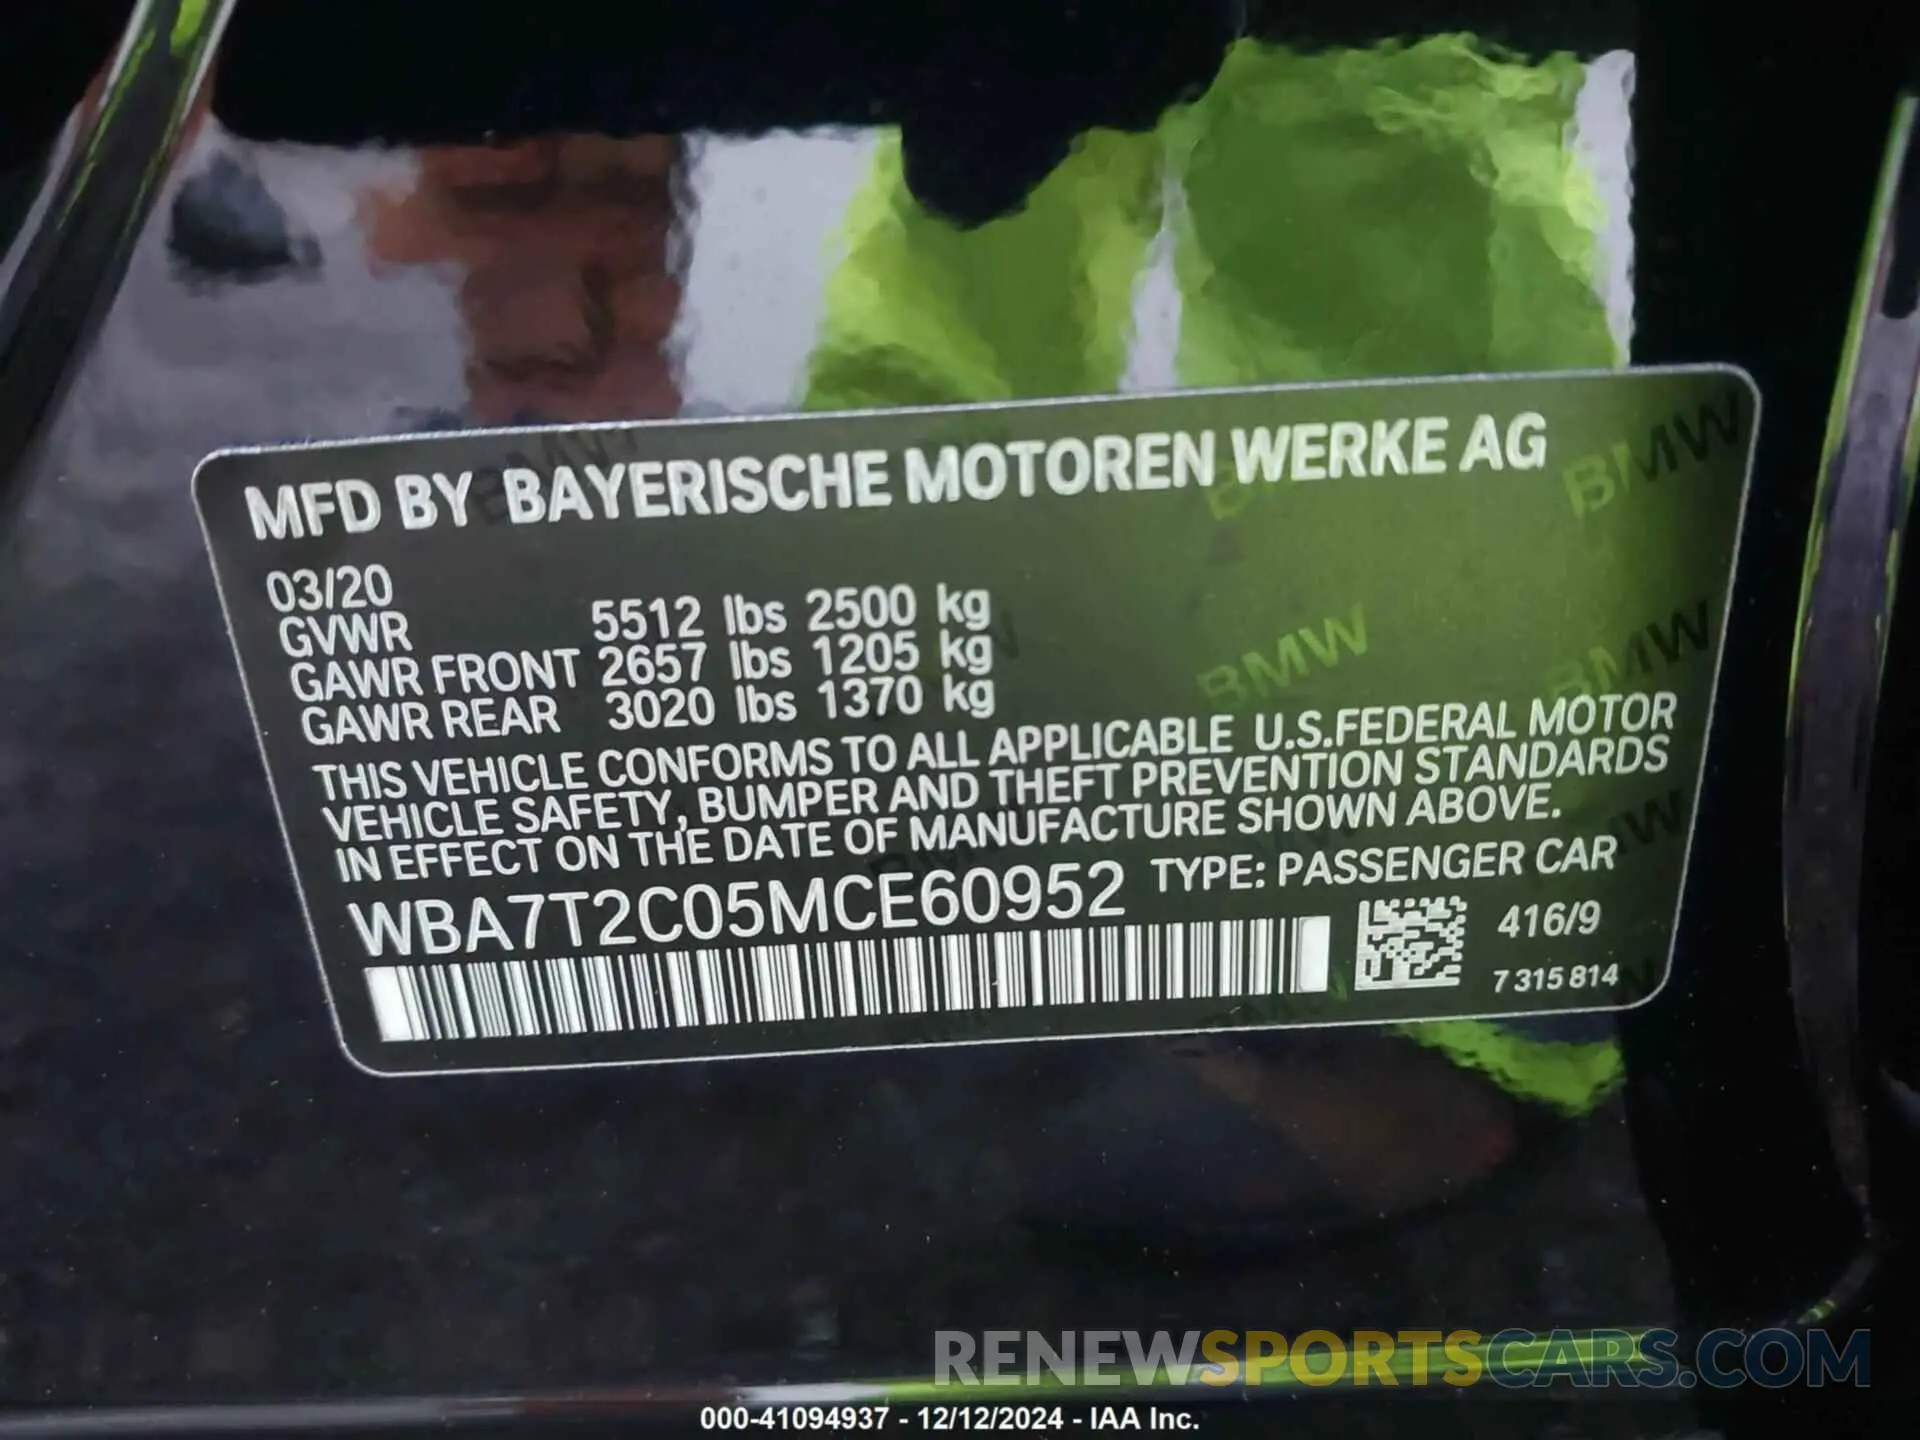 MFD BY BAYERISCHE MOTOREN WERKE AG
03/20
GVWR 5512 lbs 2500 kg
GAWR FRONT 2657 lbs 1205 kg
GAWR REAR 3020 lbs 1370 kg
THIS VEHICLE CONFORMS TO ALL APPLICABLE U.S.FEDERAL MOTOR
VEHICLE SAFETY, BUMPER AND THEFT PREVENTION STANDARDS
IN EFFECT ON THE DATE OF MANUFACTURE SHOWN ABOVE.
WBA7T2C05MCE60952 TYPE: PASSENGER CAR
416/9
7 315 814
BMW
BMW
BMW
RENEWSPORTSCARS.COM
000-41094937 - 12/12/2024 - IAA Inc.